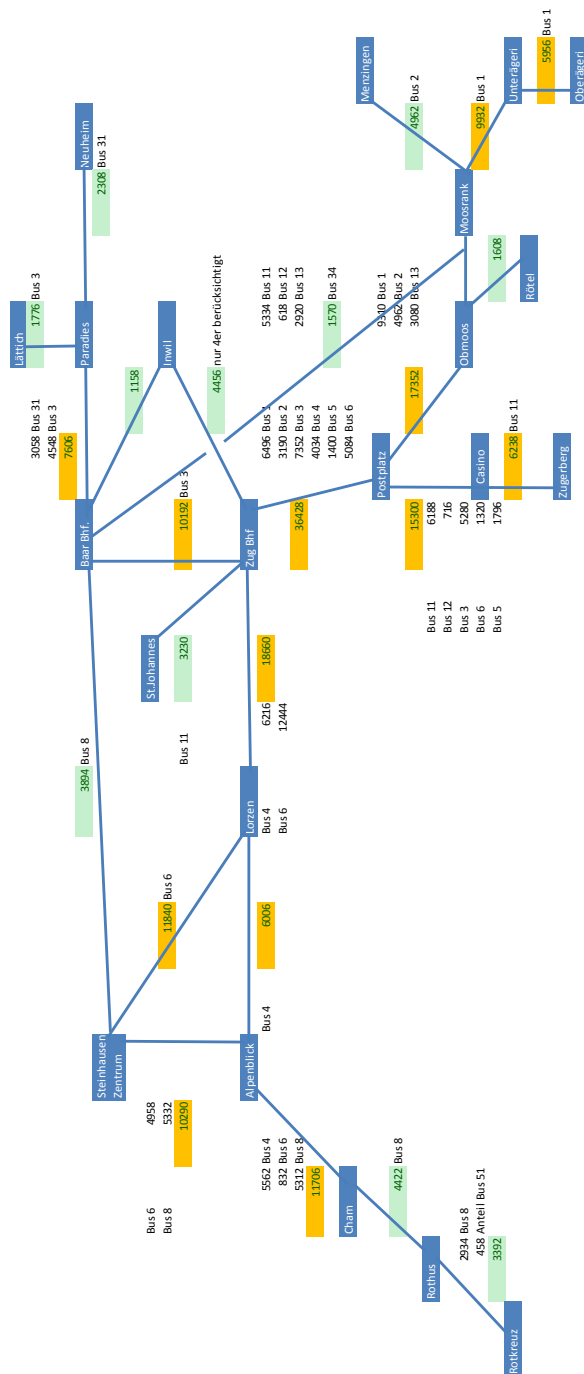 Lättich
1776 Bus 3
3058 Bus 31
4548 Bus 3
7606
Steinhausen
Zentrum
3894 Bus 8
Baar Bhf.
Paradies
Neuheim
2308 Bus 31
1158
Bus 6
Bus 8
4958
5332
10290
11840 Bus 6
Bus 11
St.Johannes
3230
10192 Bus 3
Inwil
4456 nur 4er berücksichtigt
Alpenblick
Bus 4
6006
Lorzen
Bus 4
Bus 6
6216
12444
18660
Zug Bhf
36428
6496 Bus 1
3190 Bus 2
7352 Bus 3
4034 Bus 4
1400 Bus 5
5084 Bus 6
5334 Bus 11
618 Bus 12
2920 Bus 13
1570 Bus 34
5562 Bus 4
832 Bus 6
5312 Bus 8
11706
Cham
4422 Bus 8
Postplatz
17352
9310 Bus 1
4962 Bus 2
3080 Bus 13
Menzingen
4962 Bus 2
Moosrank
9932 Bus 1
Unterägeri
5956 Bus 1
Oberägeri
Obmoos
1608
Rötel
15300
Bus 11
Bus 12
Bus 3
Bus 6
Bus 5
6188
716
5280
1320
1796
Casino
6238 Bus 11
Zugerberg
Rothus
2934 Bus 8
458 Anteil Bus 51
3392
Rotkreuz